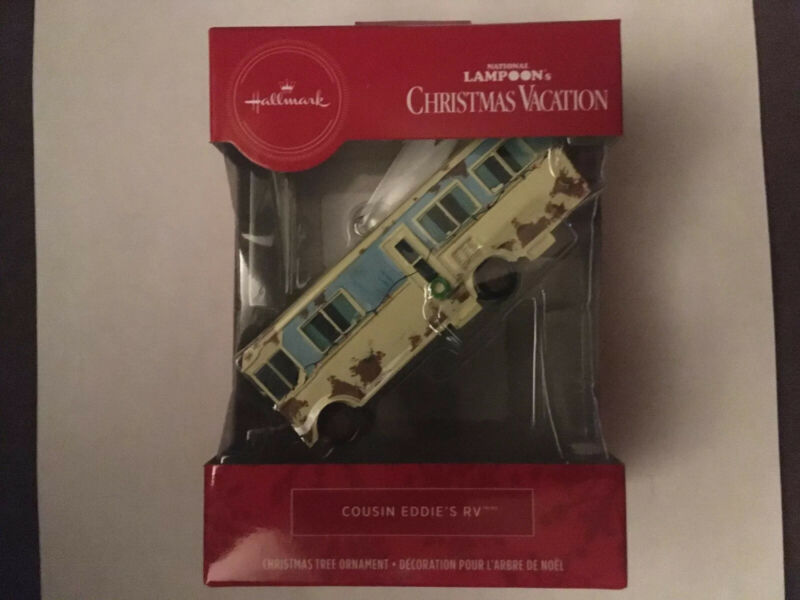 Hallmark
NATIONAL
LAMPOON's
CHRISTMAS VACATION
COUSIN EDDIE'S RV
CHRISTMAS TREE ORNAMENT • DÉCORATION POUR L'ARBRE DE NOËL